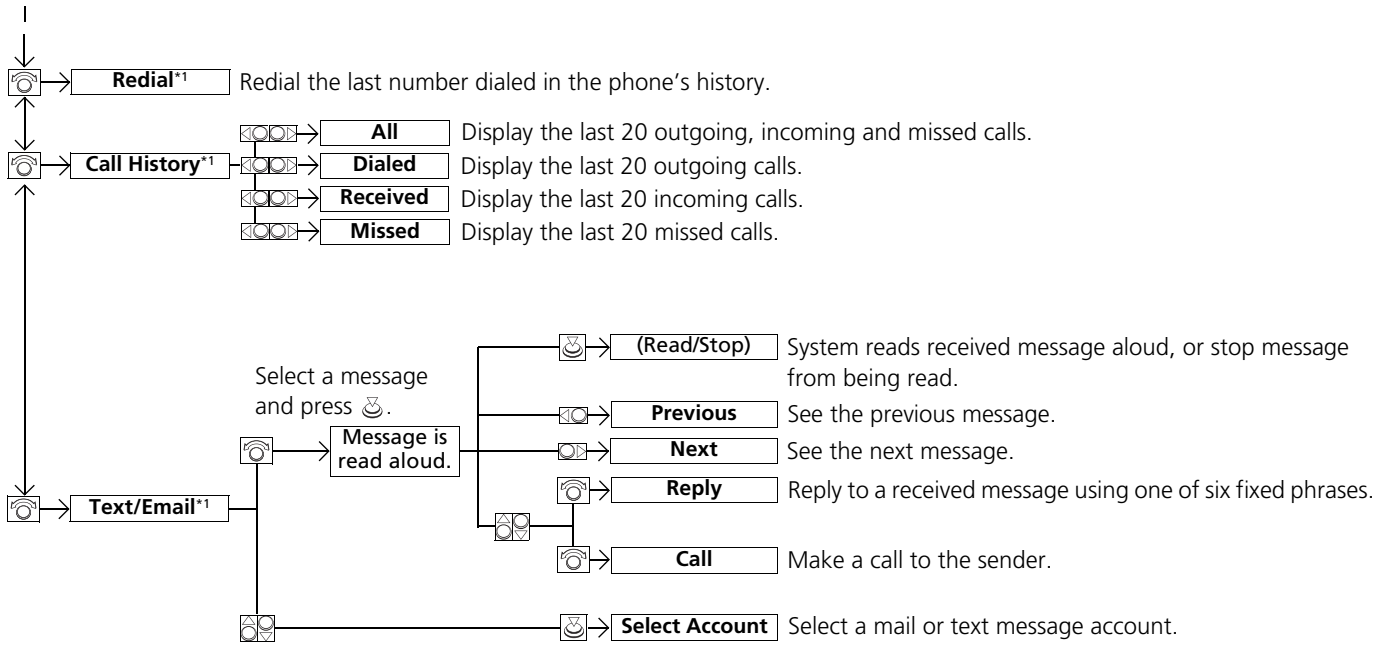 Redial*1 Redial the last number dialed in the phone's history.
All Display the last 20 outgoing, incoming and missed calls.
Call History*1 Dialed Display the last 20 outgoing calls.
Received Display the last 20 incoming calls.
Missed Display the last 20 missed calls.
(Read/Stop) System reads received message aloud, or stop message
from being read.
Select a message
and press .
Previous See the previous message.
Message is
read aloud.
Next See the next message.
Reply Reply to a received message using one of six fixed phrases.
Text/Email*1
Call Make a call to the sender.
Select Account Select a mail or text message account.